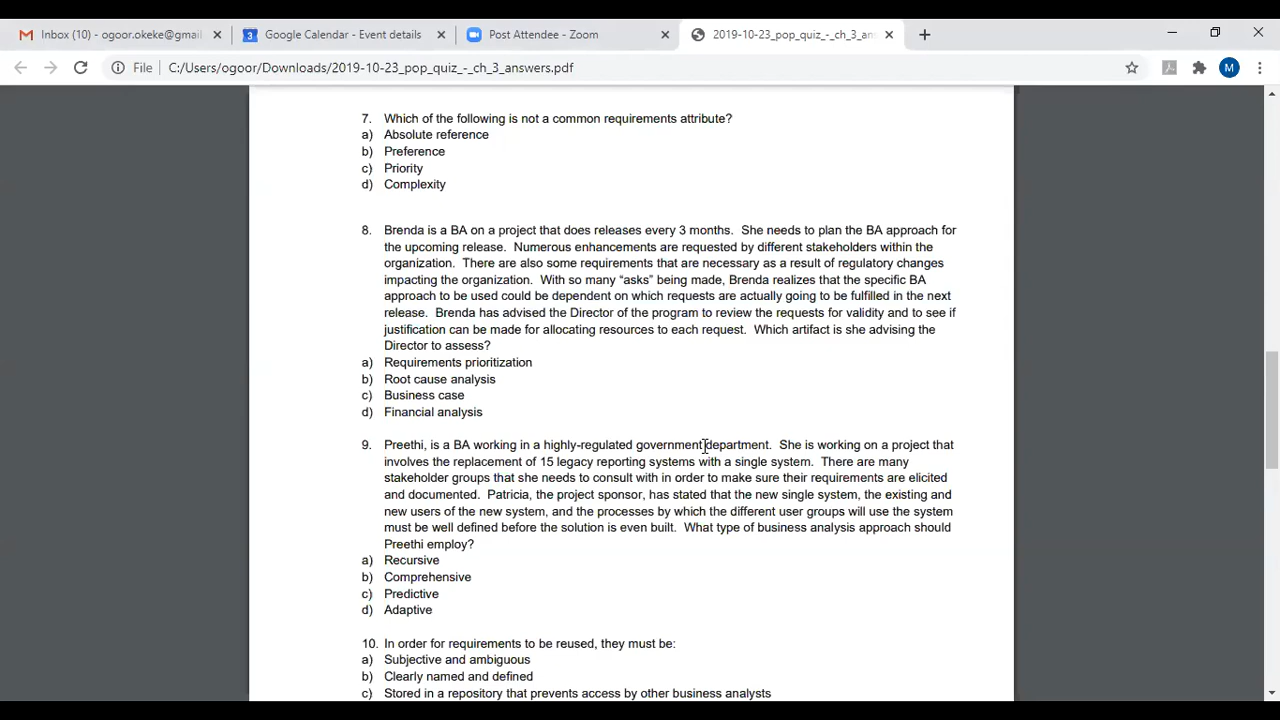 Inbox (10) - ogoor.okeke@gmail
Google Calendar - Event details
Post Attendee - Zoom
2019-10-23_pop_quiz_-_ch_3_ans
File
C:/Users/ogoor/Downloads/2019-10-23_pop_quiz_-_ch_3_answers.pdf
M
7. Which of the following is not a common requirements attribute?
a) Absolute reference
b) Preference
c) Priority
d) Complexity
8. Brenda is a BA on a project that does releases every 3 months. She needs to plan the BA approach for
the upcoming release. Numerous enhancements are requested by different stakeholders within the
organization. There are also some requirements that are necessary as a result of regulatory changes
impacting the organization. With so many “asks” being made, Brenda realizes that the specific BA
approach to be used could be dependent on which requests are actually going to be fulfilled in the next
release. Brenda has advised the Director of the program to review the requests for validity and to see if
justification can be made for allocating resources to each request. Which artifact is she advising the
Director to assess?
a) Requirements prioritization
b) Root cause analysis
c) Business case
d) Financial analysis
9. Preethi, is a BA working in a highly-regulated government department. She is working on a project that
involves the replacement of 15 legacy reporting systems with a single system. There are many
stakeholder groups that she needs to consult with in order to make sure their requirements are elicited
and documented. Patricia, the project sponsor, has stated that the new single system, the existing and
new users of the new system, and the processes by which the different user groups will use the system
must be well defined before the solution is even built. What type of business analysis approach should
Preethi employ?
a) Recursive
b) Comprehensive
c) Predictive
d) Adaptive
10. In order for requirements to be reused, they must be:
a) Subjective and ambiguous
b) Clearly named and defined
c) Stored in a repository that prevents access by other business analysts